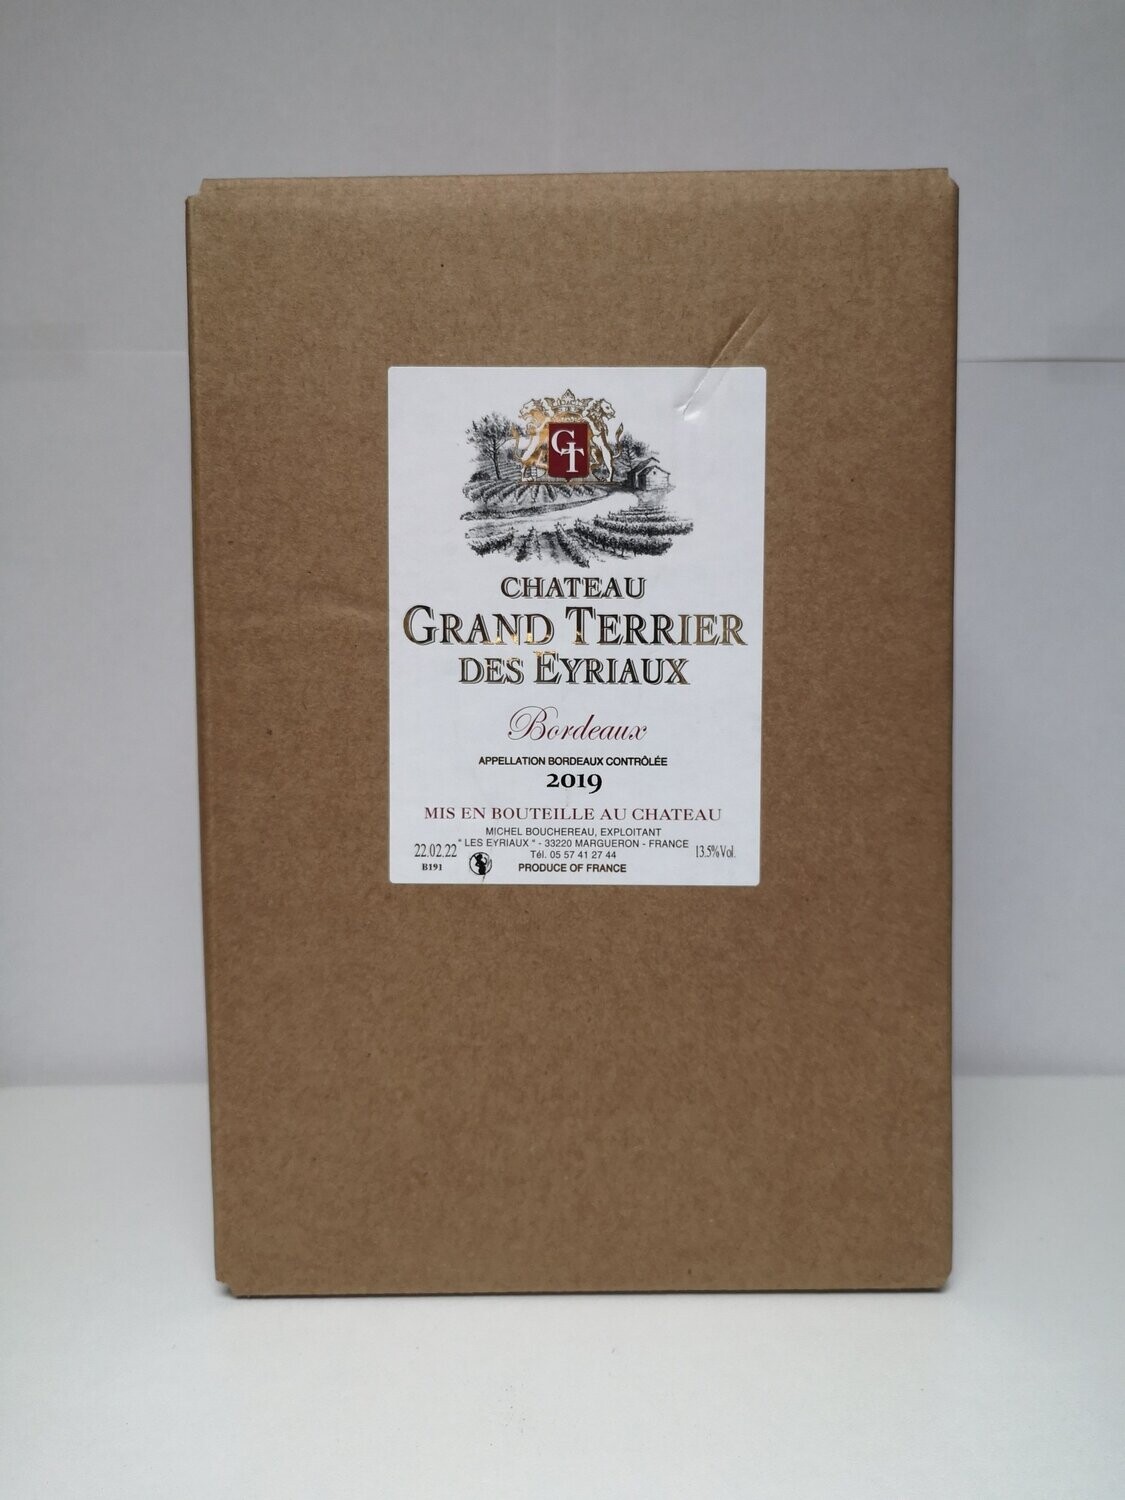 GT
CHATEAU
GRAND TERRIER
DES EYRIAUX
Bordeaux
APPELLATION BORDEAUX CONTRÔLÉE
2019
MIS EN BOUTEILLE AU CHATEAU
MICHEL BOUCHEREAU, EXPLOITANT
" LES EYRIAUX " - 33220 MARGUERON - FRANCE
22.02.22 Tél. 05 57 41 27 44 13.5% Vol.
B191 PRODUCE OF FRANCE